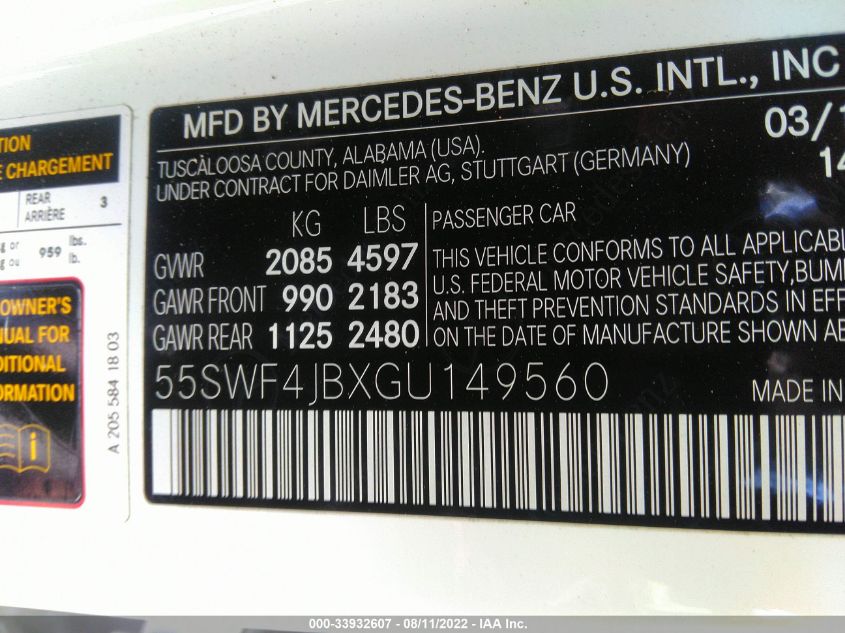 TION
E CHARGEMENT
REAR
ARRIÈRE 3
g or
g ou 959 lbs.
lb.
OWNER'S
NUAL FOR
DITIONAL
ORMATION
i
A 205 584 18 03
MFD BY MERCEDES-BENZ U.S. INTL., INC
03/1
TUSCALOOSA COUNTY, ALABAMA (USA).
14
UNDER CONTRACT FOR DAIMLER AG, STUTTGART (GERMANY)
KG LBS
GVWR 2085 4597
GAWR FRONT 990 2183
GAWR REAR 1125 2480
PASSENGER CAR
THIS VEHICLE CONFORMS TO ALL APPLICABL
U.S. FEDERAL MOTOR VEHICLE SAFETY,BUM
AND THEFT PREVENTION STANDARDS IN EFF
ON THE DATE OF MANUFACTURE SHOWN AB
55SWF4JBXGU149560
MADE IN
000-33932607 - 08/11/2022 - IAA Inc.